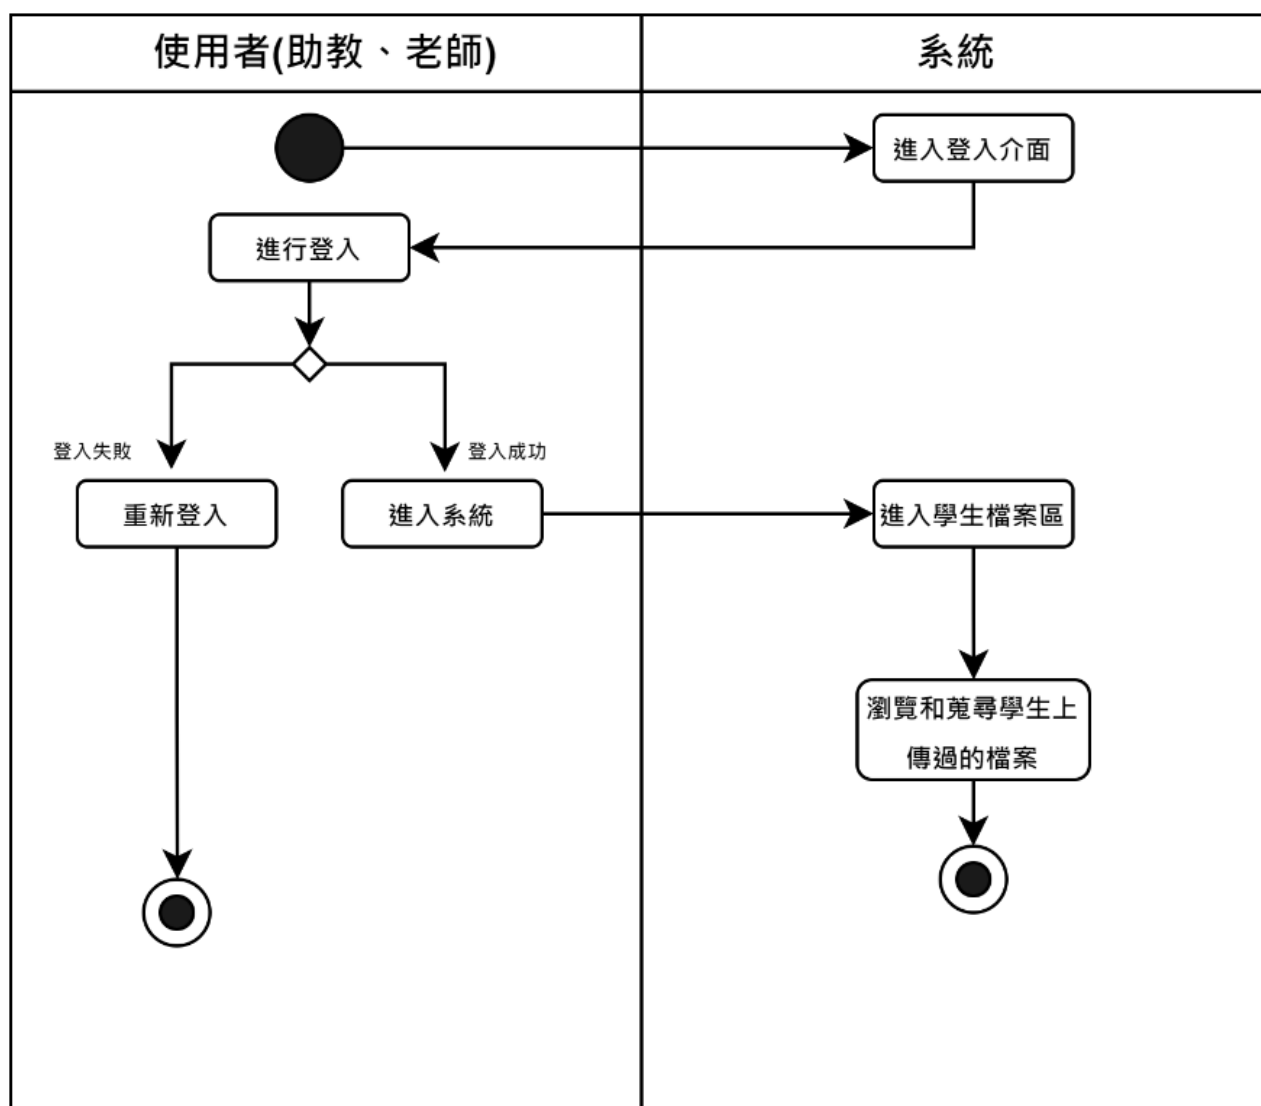 使用者(助教、老師)
系統
進入登入介面
進行登入
登入失敗
登入成功
重新登入
進入系統
進入學生檔案區
瀏覽和蒐尋學生上
傳過的檔案